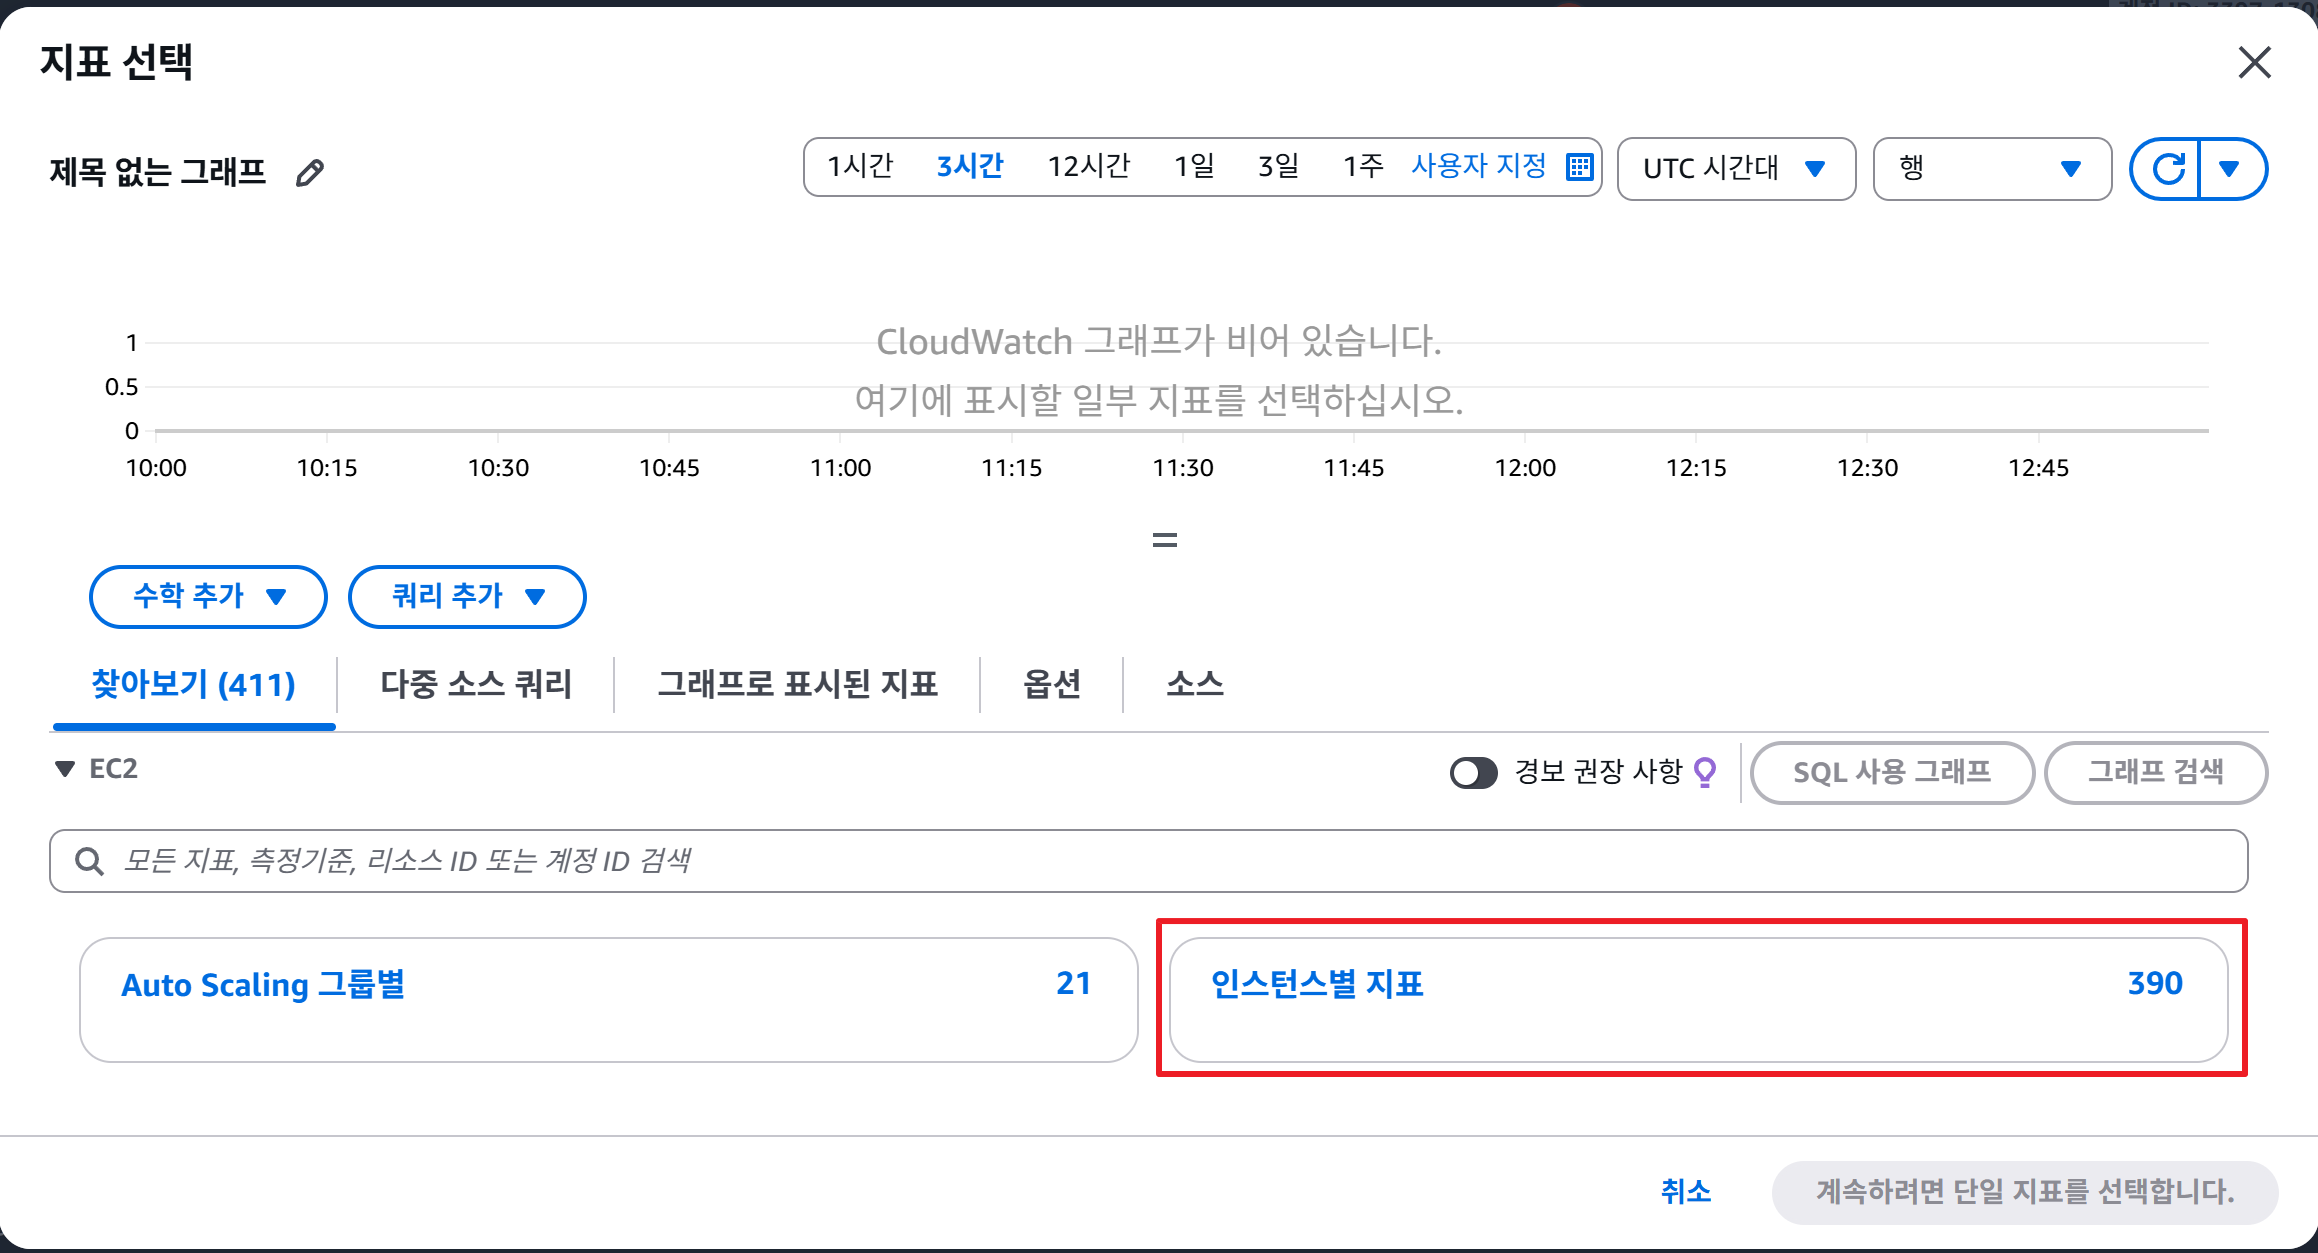 지표 선택
제목 없는 그래프
1시간 3시간 12시간 1일 3일 1주 사용자 지정
UTC 시간대
행
CloudWatch 그래프가 비어 있습니다.
여기에 표시할 일부 지표를 선택하십시오.
1
0.5
0
10:00 10:15 10:30 10:45 11:00 11:15 11:30 11:45 12:00 12:15 12:30 12:45
수학 추가 쿼리 추가
찾아보기 (411) 다중 소스 쿼리 그래프로 표시된 지표 옵션 소스
EC2
경보 권장 사항
SQL 사용 그래프
그래프 검색
모든 지표, 측정기준, 리소스 ID 또는 계정 ID 검색
Auto Scaling 그룹별 21
인스턴스별 지표 390
취소
계속하려면 단일 지표를 선택합니다.